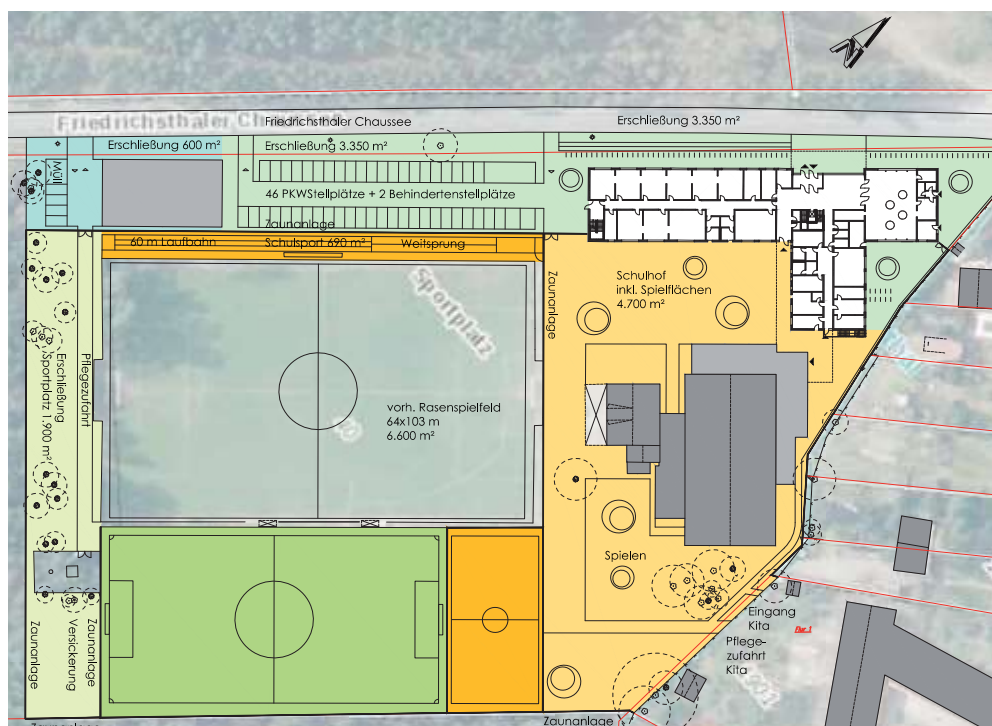 Friedrichsthaler Chaussee
Friedrichsthaler Chaussee
Erschließung 3.350 m²
Erschließung 600 m²
Erschließung 3.350 m²
Müll
46 PKWStellplätze + 2 Behindertenstellplätze
Zaunanlage
60 m Laufbahn
Schulsport 690 m²
Weitsprung
Sportplatz
Zaunanlage
Schulhof
inkl. Spielflächen
4.700 m²
Pflegezufahrt
Erschließung
Sportplatz 1.900 m²
vorh. Rasenspielfeld
64x103 m
6.600 m²
Spielen
Eingang
Kita
Pflege-
zufahrt
Kita
Flur 1
Zaunanlage
Versickerung
Zaunanlage
Zaunanlage
Zaunanlage